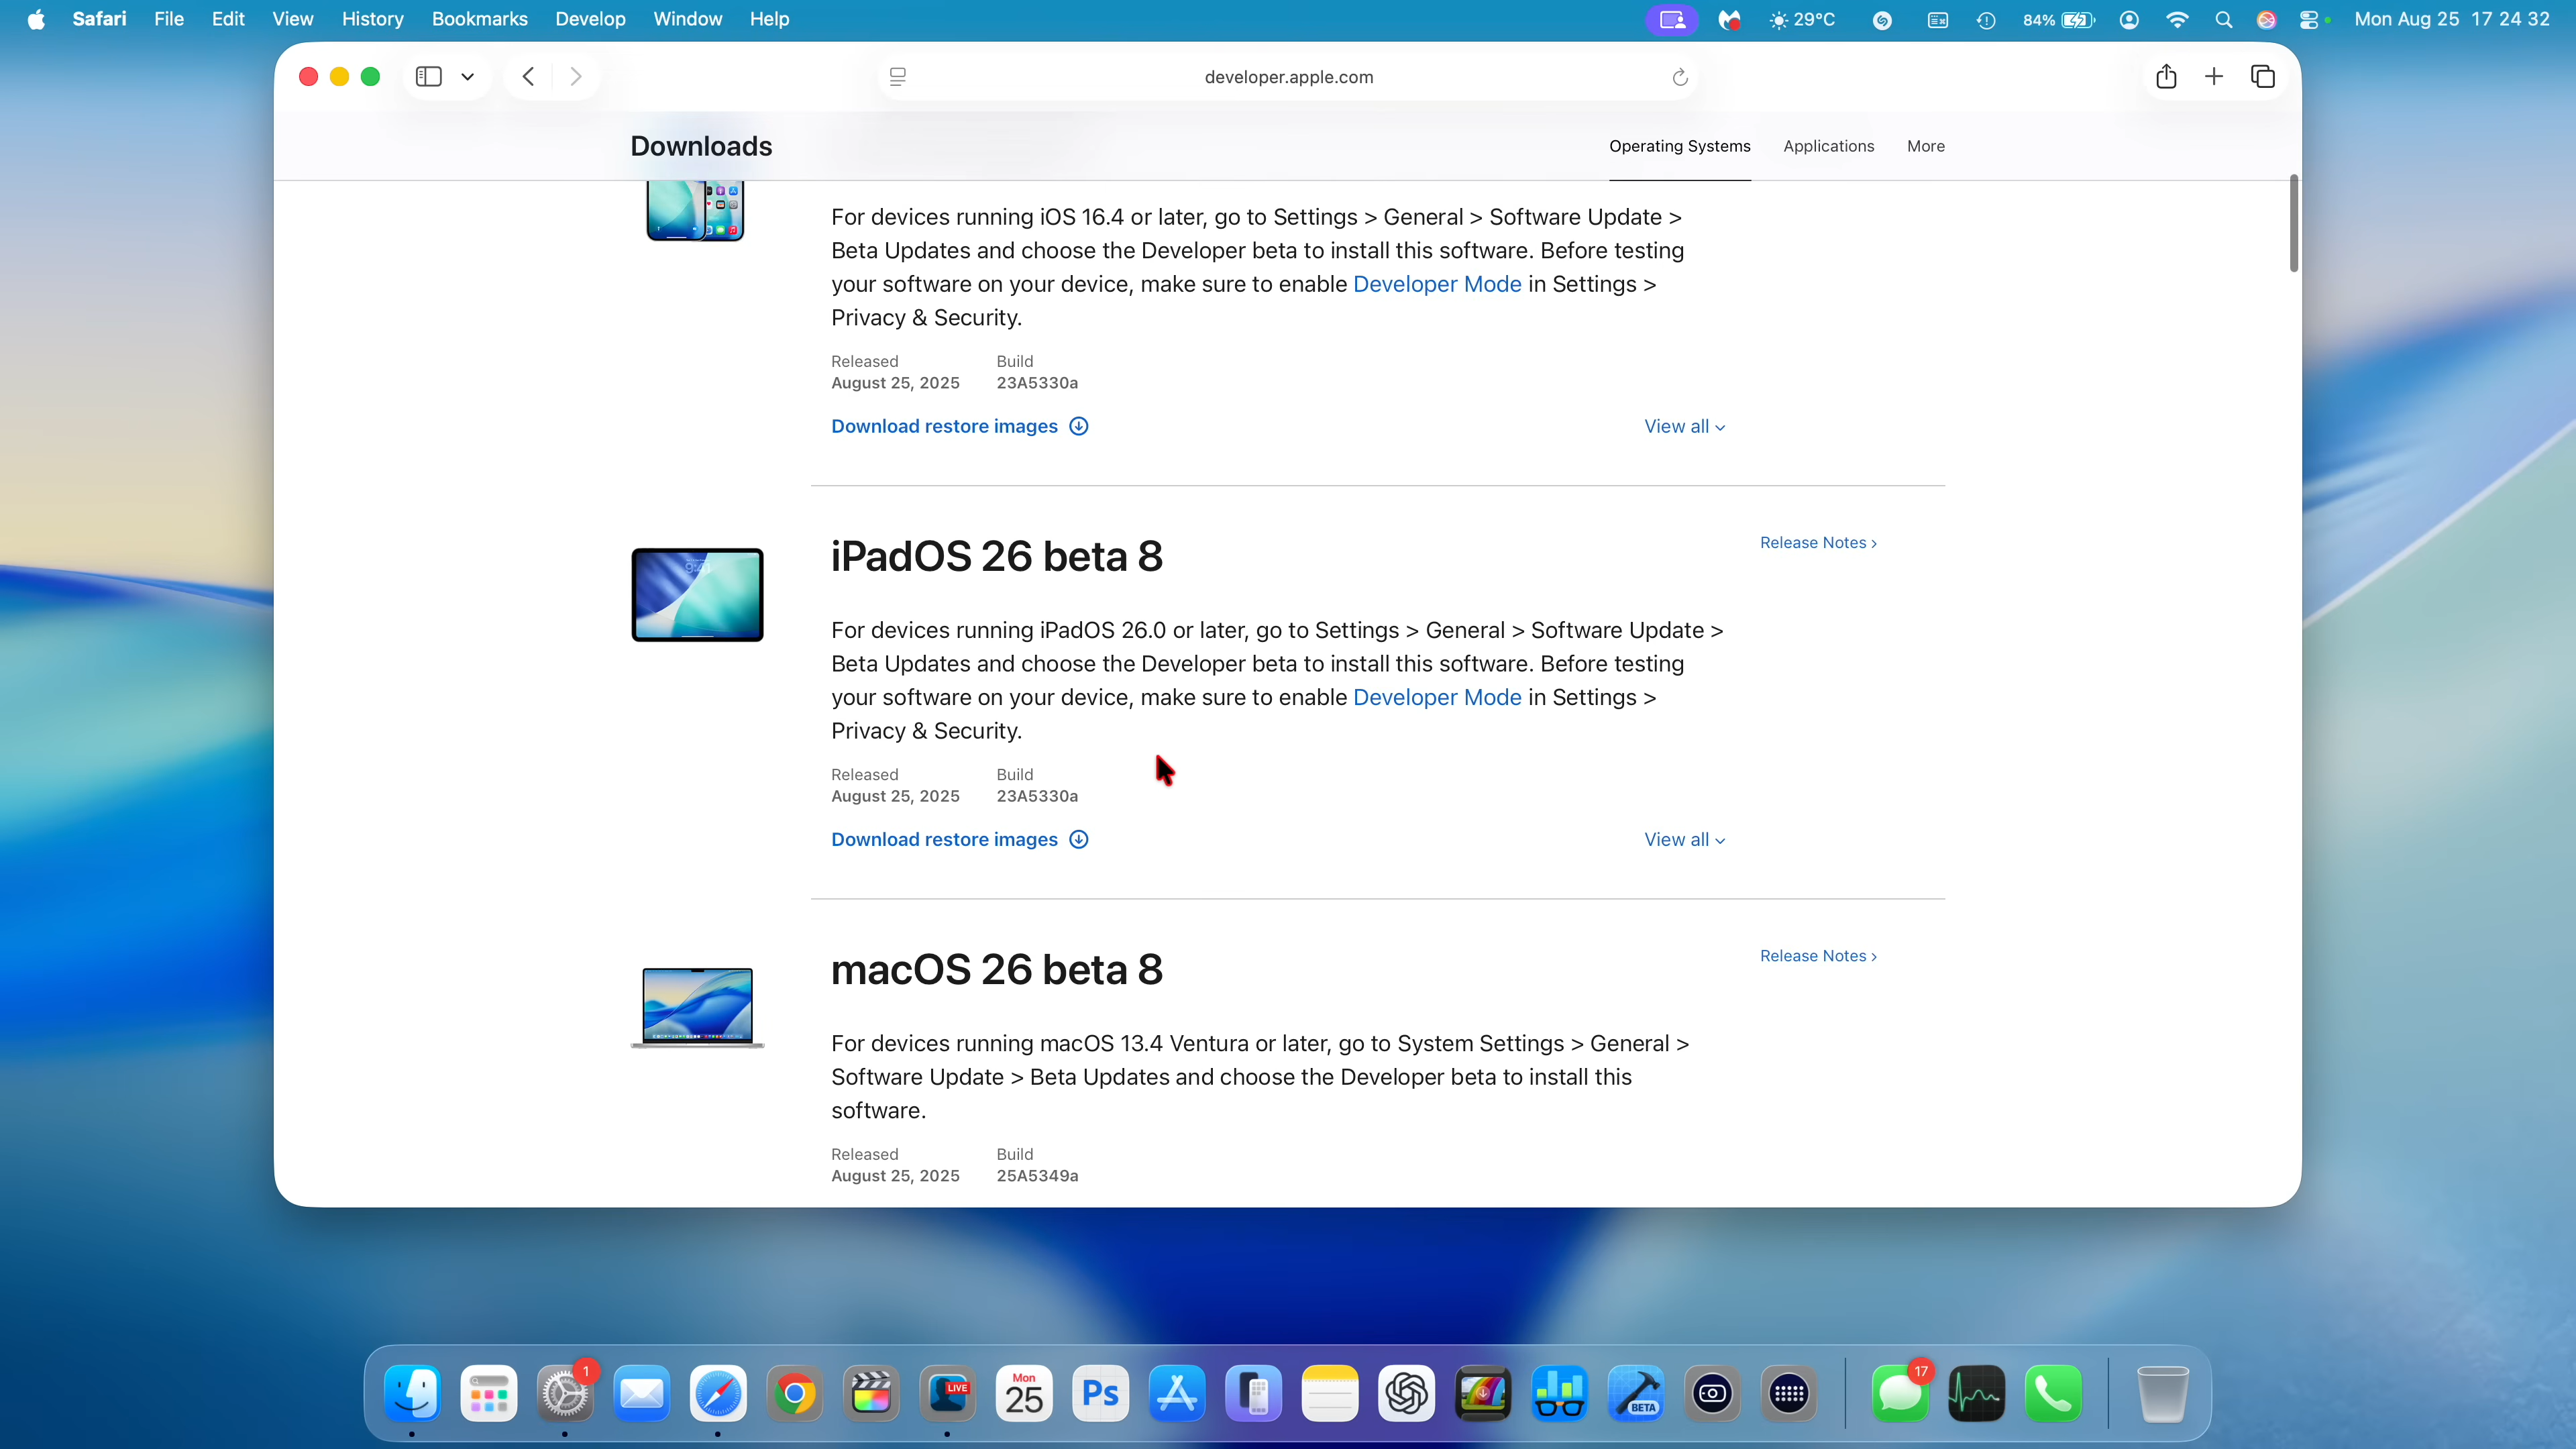 Safari File Edit View History Bookmarks Develop Window Help 29°C 84% Mon Aug 25 17 24 32
developer.apple.com
Downloads
Operating Systems Applications More
For devices running iOS 16.4 or later, go to Settings > General > Software Update >
Beta Updates and choose the Developer beta to install this software. Before testing
your software on your device, make sure to enable Developer Mode in Settings >
Privacy & Security.
Released Build
August 25, 2025 23A5330a
Download restore images View all
iPadOS 26 beta 8
Release Notes >
9:41
For devices running iPadOS 26.0 or later, go to Settings > General > Software Update >
Beta Updates and choose the Developer beta to install this software. Before testing
your software on your device, make sure to enable Developer Mode in Settings >
Privacy & Security.
Released Build
August 25, 2025 23A5330a
Download restore images View all
macOS 26 beta 8
Release Notes >
For devices running macOS 13.4 Ventura or later, go to System Settings > General >
Software Update > Beta Updates and choose the Developer beta to install this
software.
Released Build
August 25, 2025 25A5349a
1
LIVE
Mon
25
Ps
BETA
17